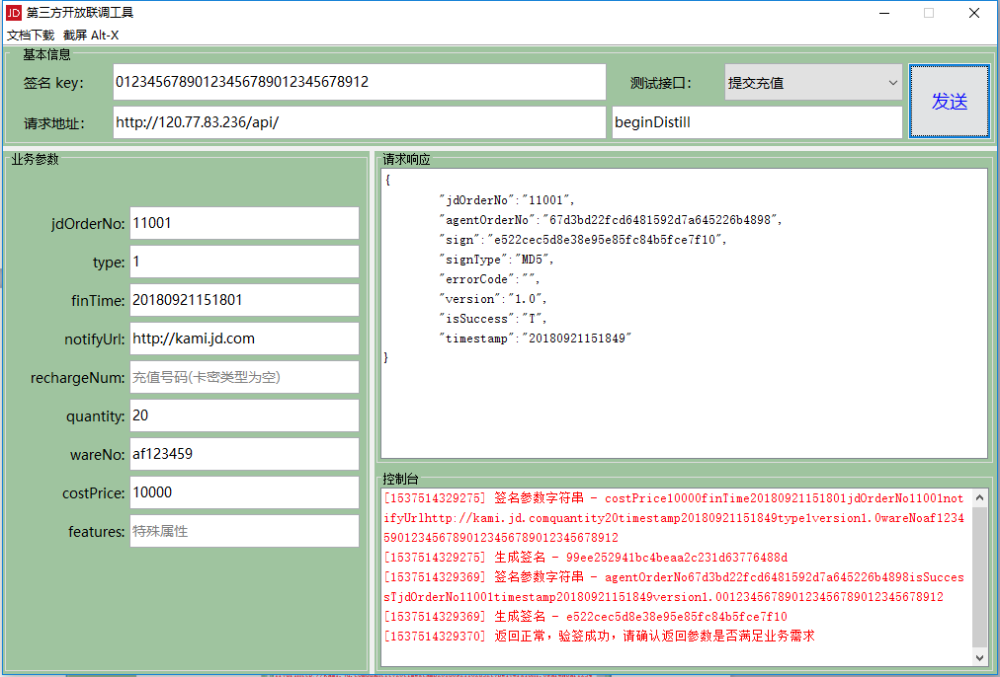 JD 第三方开放联调工具
文档下载 截屏 Alt-X
基本信息
签名 key: 01234567890123456789012345678912
测试接口: 提交充值
发送
请求地址: http://120.77.83.236/api/ beginDistill
业务参数
jdOrderNo: 11001
type: 1
finTime: 20180921151801
notifyUrl: http://kami.jd.com
rechargeNum: 充值号码(卡密类型为空)
quantity: 20
wareNo: af123459
costPrice: 10000
features: 特殊属性
请求响应
{
"jdOrderNo":"11001",
"agentOrderNo":"67d3bd22fcd6481592d7a645226b4898",
"sign":"e522cec5d8e38e95e85fc84b5fce7f10",
"signType":"MD5",
"errorCode":"",
"version":"1.0",
"isSuccess":"T",
"timestamp":"20180921151849"
}
控制台
[1537514329275] 签名参数字符串 - costPrice10000finTime20180921151801jdOrderNo11001not
ifyUrlhttp://kami.jd.comquantity20timestamp20180921151849type1version1.0wareNoaf1234
5901234567890123456789012345678912
[1537514329275] 生成签名 - 99ee252941bc4beaa2c231d63776488d
[1537514329369] 签名参数字符串 - agentOrderNo67d3bd22fcd6481592d7a645226b4898isSucces
sTjdOrderNo11001timestamp20180921151849version1.001234567890123456789012345678912
[1537514329369] 生成签名 - e522cec5d8e38e95e85fc84b5fce7f10
[1537514329370] 返回正常，验签成功，请确认返回参数是否满足业务需求